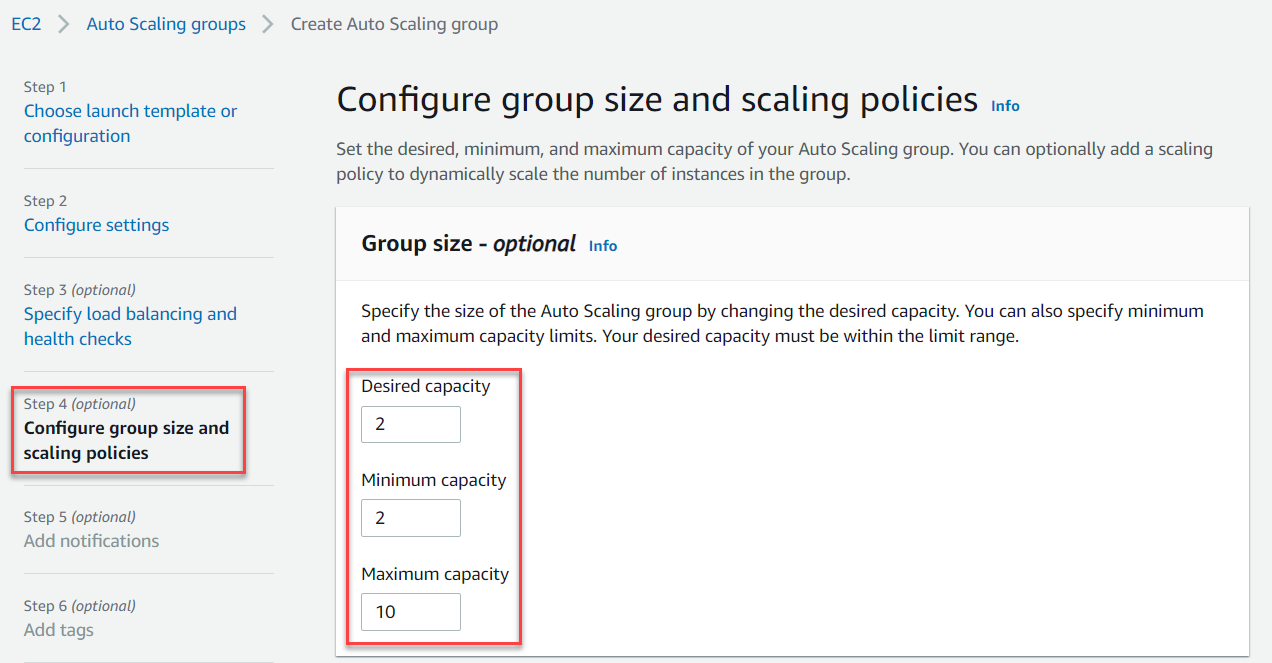 EC2 > Auto Scaling groups > Create Auto Scaling group
Step 1
Choose launch template or
configuration
Step 2
Configure settings
Step 3 (optional)
Specify load balancing and
health checks
Step 4 (optional)
Configure group size and
scaling policies
Step 5 (optional)
Add notifications
Step 6 (optional)
Add tags
Configure group size and scaling policies Info
Set the desired, minimum, and maximum capacity of your Auto Scaling group. You can optionally add a scaling
policy to dynamically scale the number of instances in the group.
Group size - optional Info
Specify the size of the Auto Scaling group by changing the desired capacity. You can also specify minimum
and maximum capacity limits. Your desired capacity must be within the limit range.
Desired capacity
2
Minimum capacity
2
Maximum capacity
10